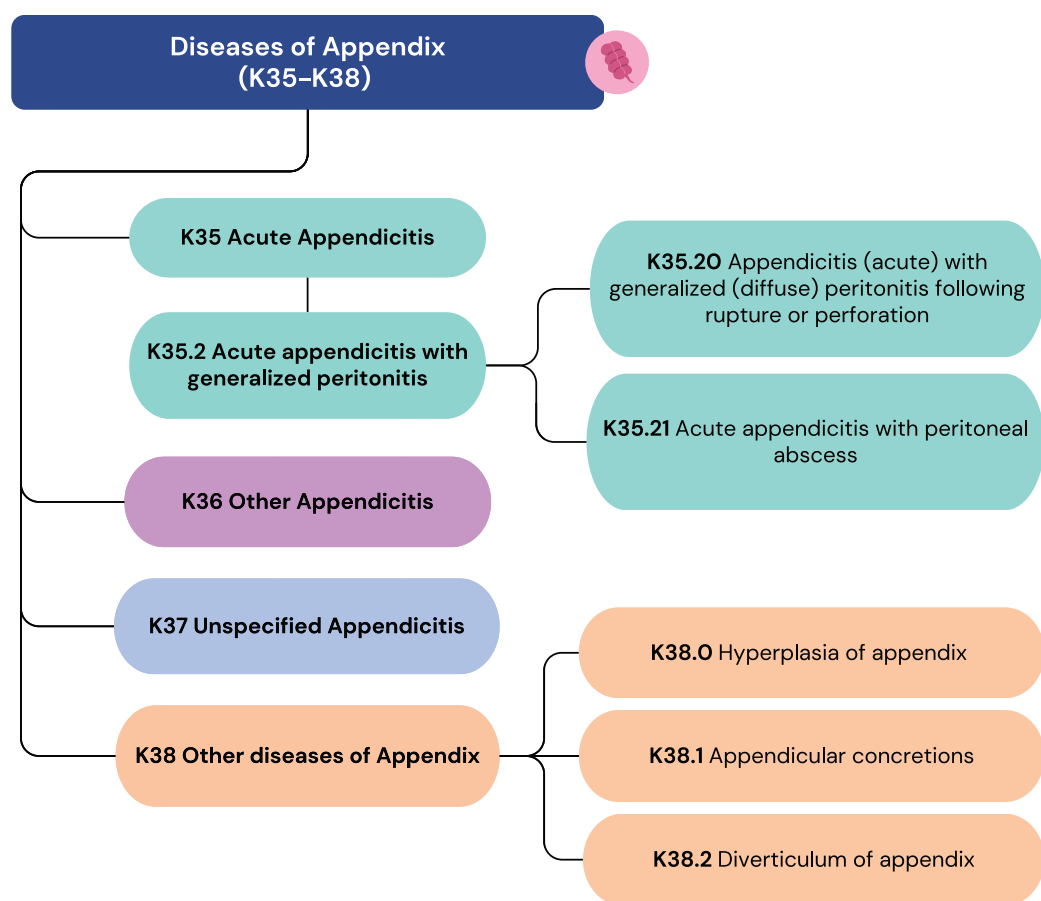 Diseases of Appendix
(K35–K38)
K35 Acute Appendicitis
K35.2 Acute appendicitis with
generalized peritonitis
K35.20 Appendicitis (acute) with
generalized (diffuse) peritonitis following
rupture or perforation
K35.21 Acute appendicitis with peritoneal
abscess
K36 Other Appendicitis
K37 Unspecified Appendicitis
K38 Other diseases of Appendix
K38.0 Hyperplasia of appendix
K38.1 Appendicular concretions
K38.2 Diverticulum of appendix